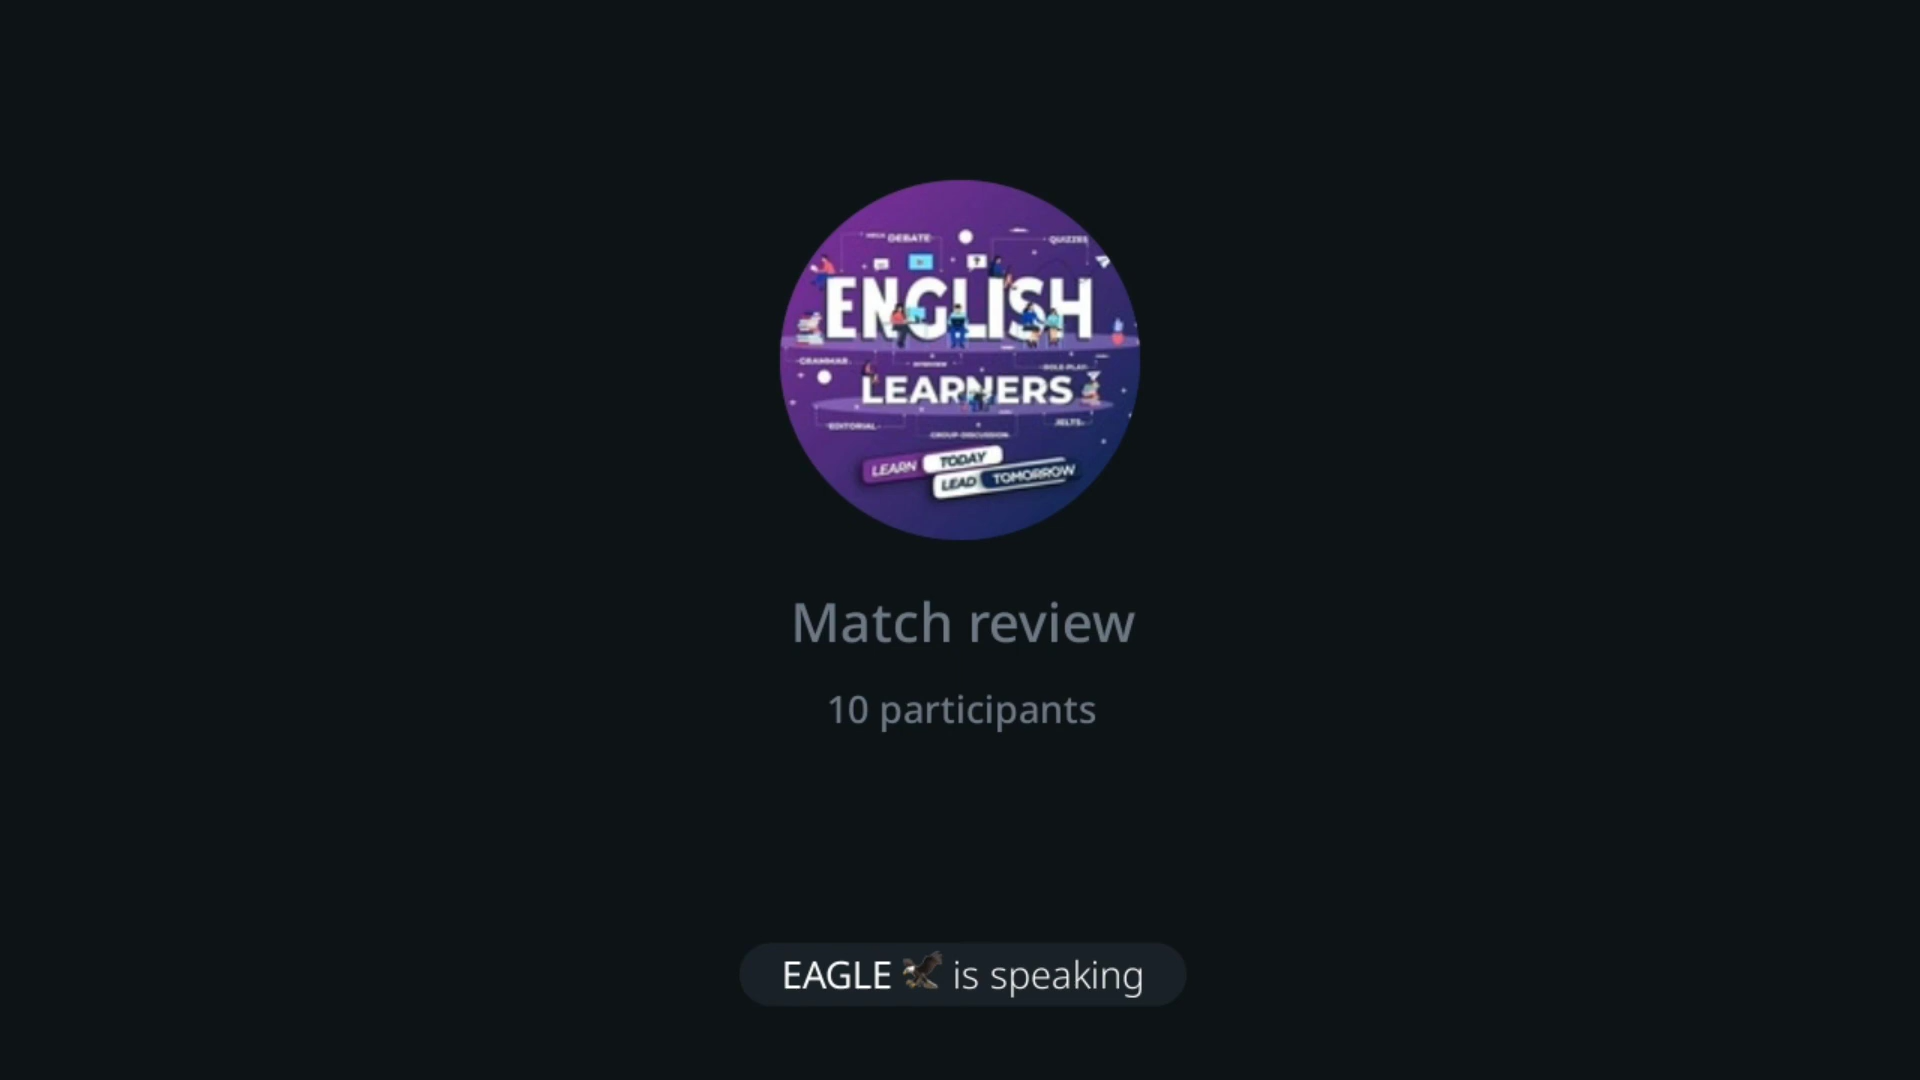 DEBATE
QUIZZES
?
ENGLISH
GRAMMAR
INTERVIEW
ROLE PLAY
LEARNERS
EDITORIAL
GROUP DISCUSSION
IELTS
LEARN TODAY
LEAD TOMORROW
Match review
10 participants
EAGLE 🦅 is speaking